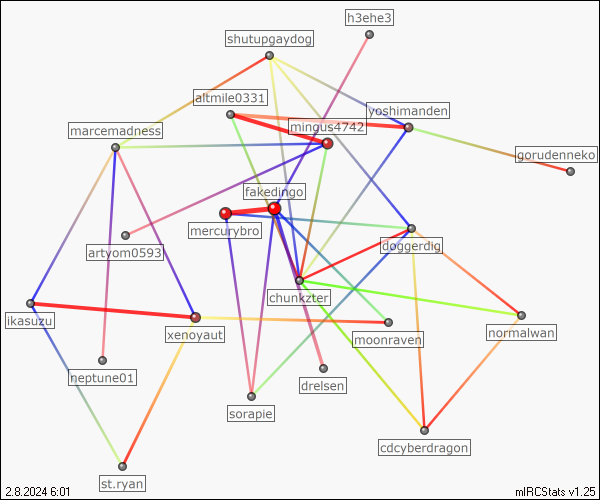 h3ehe3
shutupgaydog
altmile0331
yoshimanden
mingus4742
marcemadness
gorudenneko
fakedingo
mercurybro
doggerdig
artyom0593
chunkzter
ikasuzu
xenoyaut
moonraven
normalwan
neptune01
drelsen
sorapie
cdcyberdragon
st.ryan
2.8.2024 6:01
mIRCStats v1.25